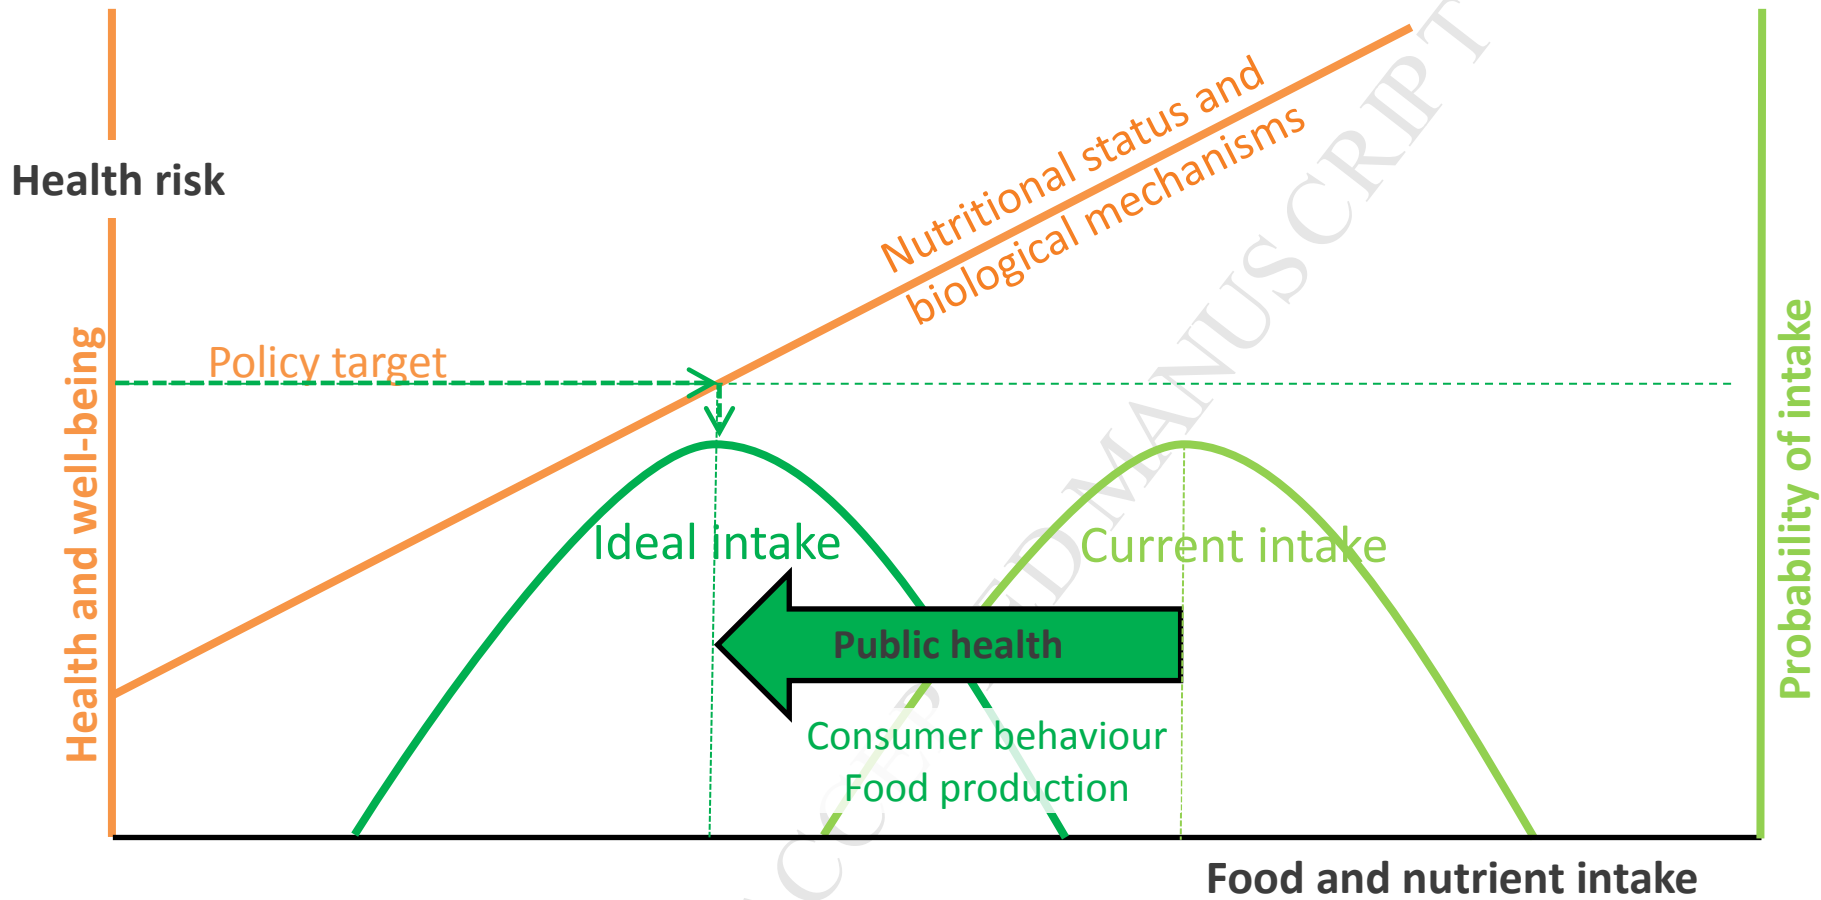 Health risk
Nutritional status and
biological mechanisms
Policy target
Health and well-being
Probability of intake
Ideal intake
Current intake
Public health
Consumer behaviour
Food production
Food and nutrient intake
MANUSCRIPT